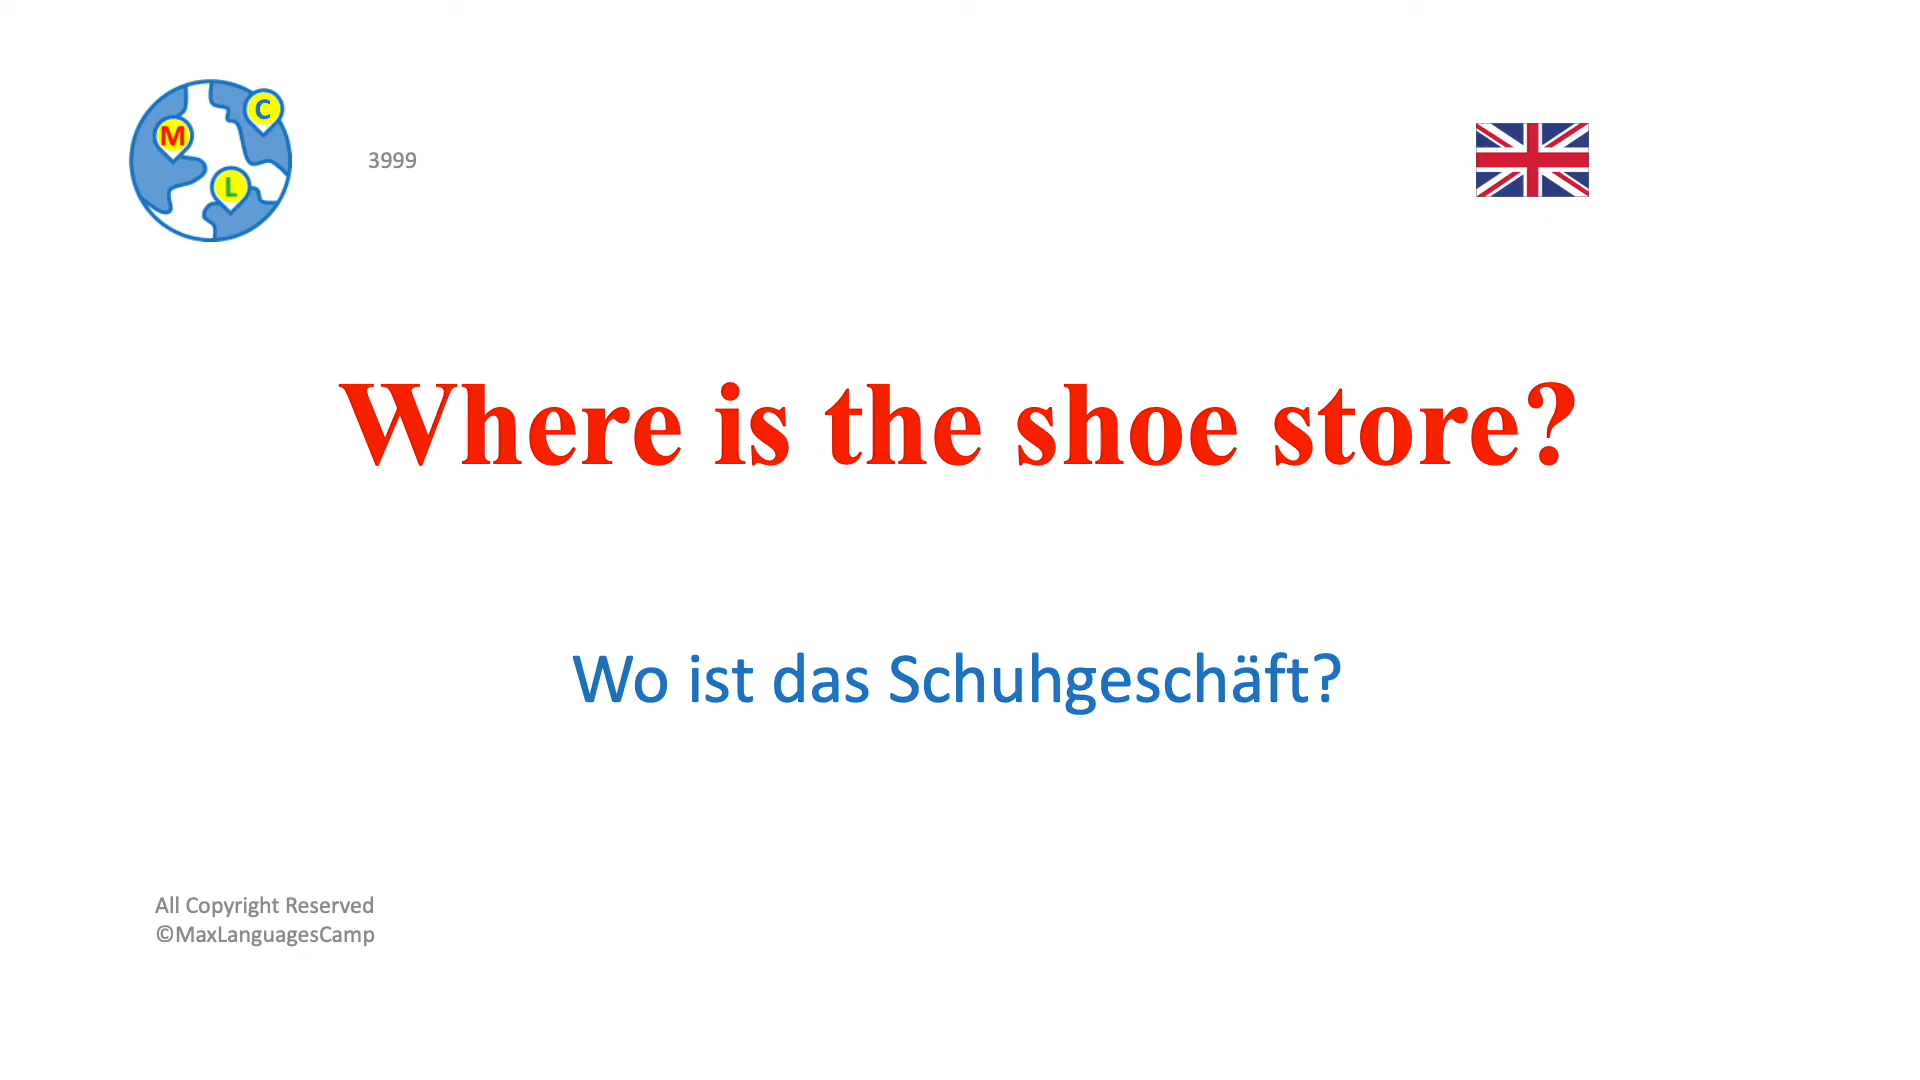 C
M
L
3999
Where is the shoe store?
Wo ist das Schuhgeschäft?
All Copyright Reserved
©MaxLanguagesCamp